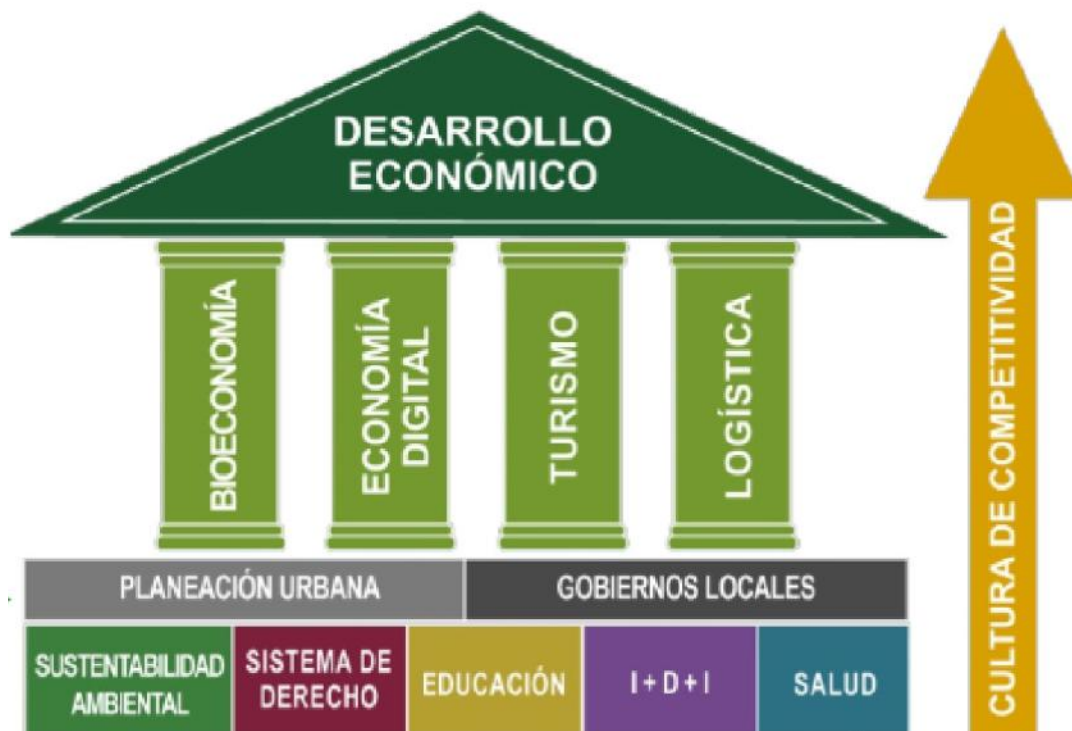 DESARROLLO
ECONÓMICO
BIOECONOMÍA
ECONOMÍA
DIGITAL
TURISMO
LOGÍSTICA
PLANEACIÓN URBANA
GOBIERNOS LOCALES
SUSTENTABILIDAD
AMBIENTAL
SISTEMA DE
DERECHO
EDUCACIÓN
I + D + I
SALUD
CULTURA DE COMPETITIVIDAD